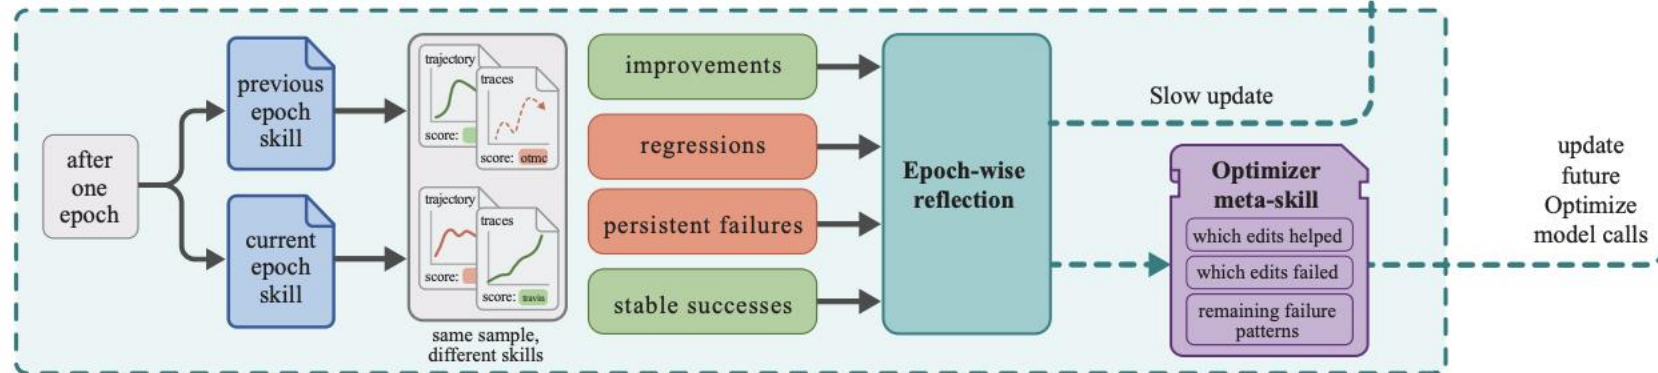 after
one
epoch
previous
epoch
skill
current
epoch
skill
trajectory
score:
traces
score: otmc
trajectory
score:
traces
score: travis
same sample,
different skills
improvements
regressions
persistent failures
stable successes
Epoch-wise
reflection
Slow update
Optimizer
meta-skill
which edits helped
which edits failed
remaining failure
patterns
update
future
Optimize
model calls